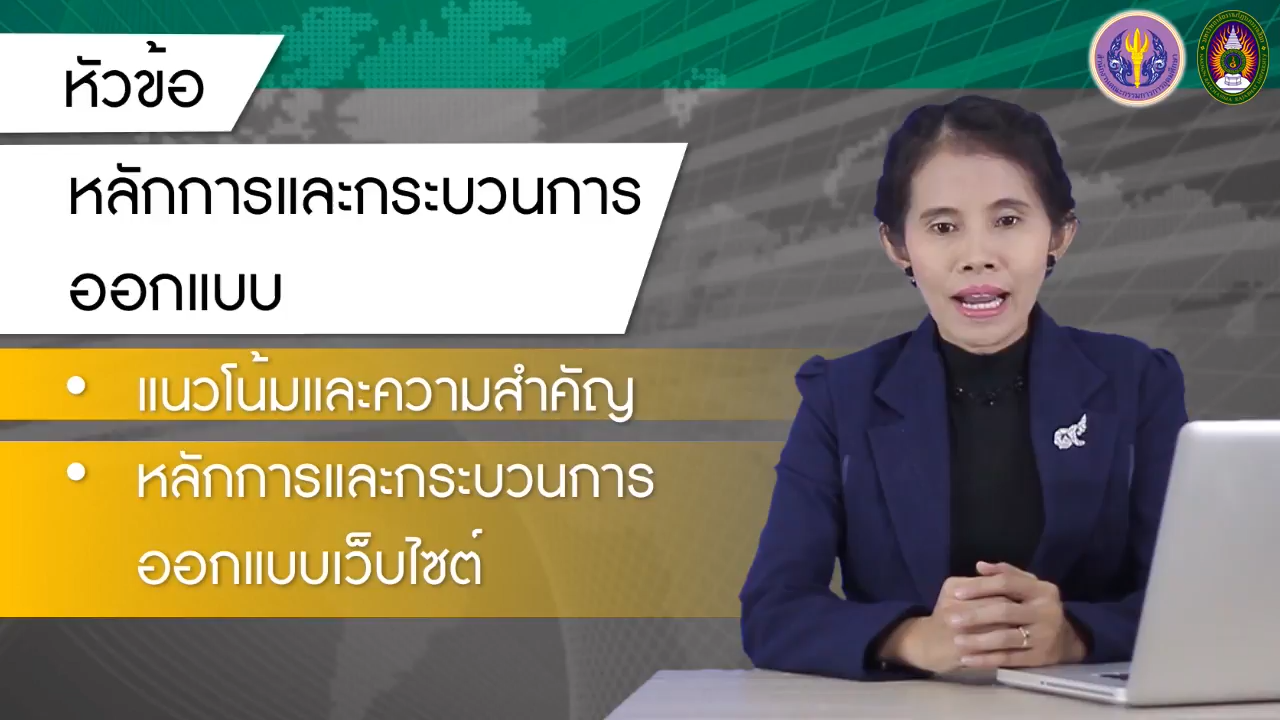 หัวข้อ
หลักการและกระบวนการ
ออกแบบ
• แนวโน้มและความสำคัญ
• หลักการและกระบวนการ
ออกแบบเว็บไซต์